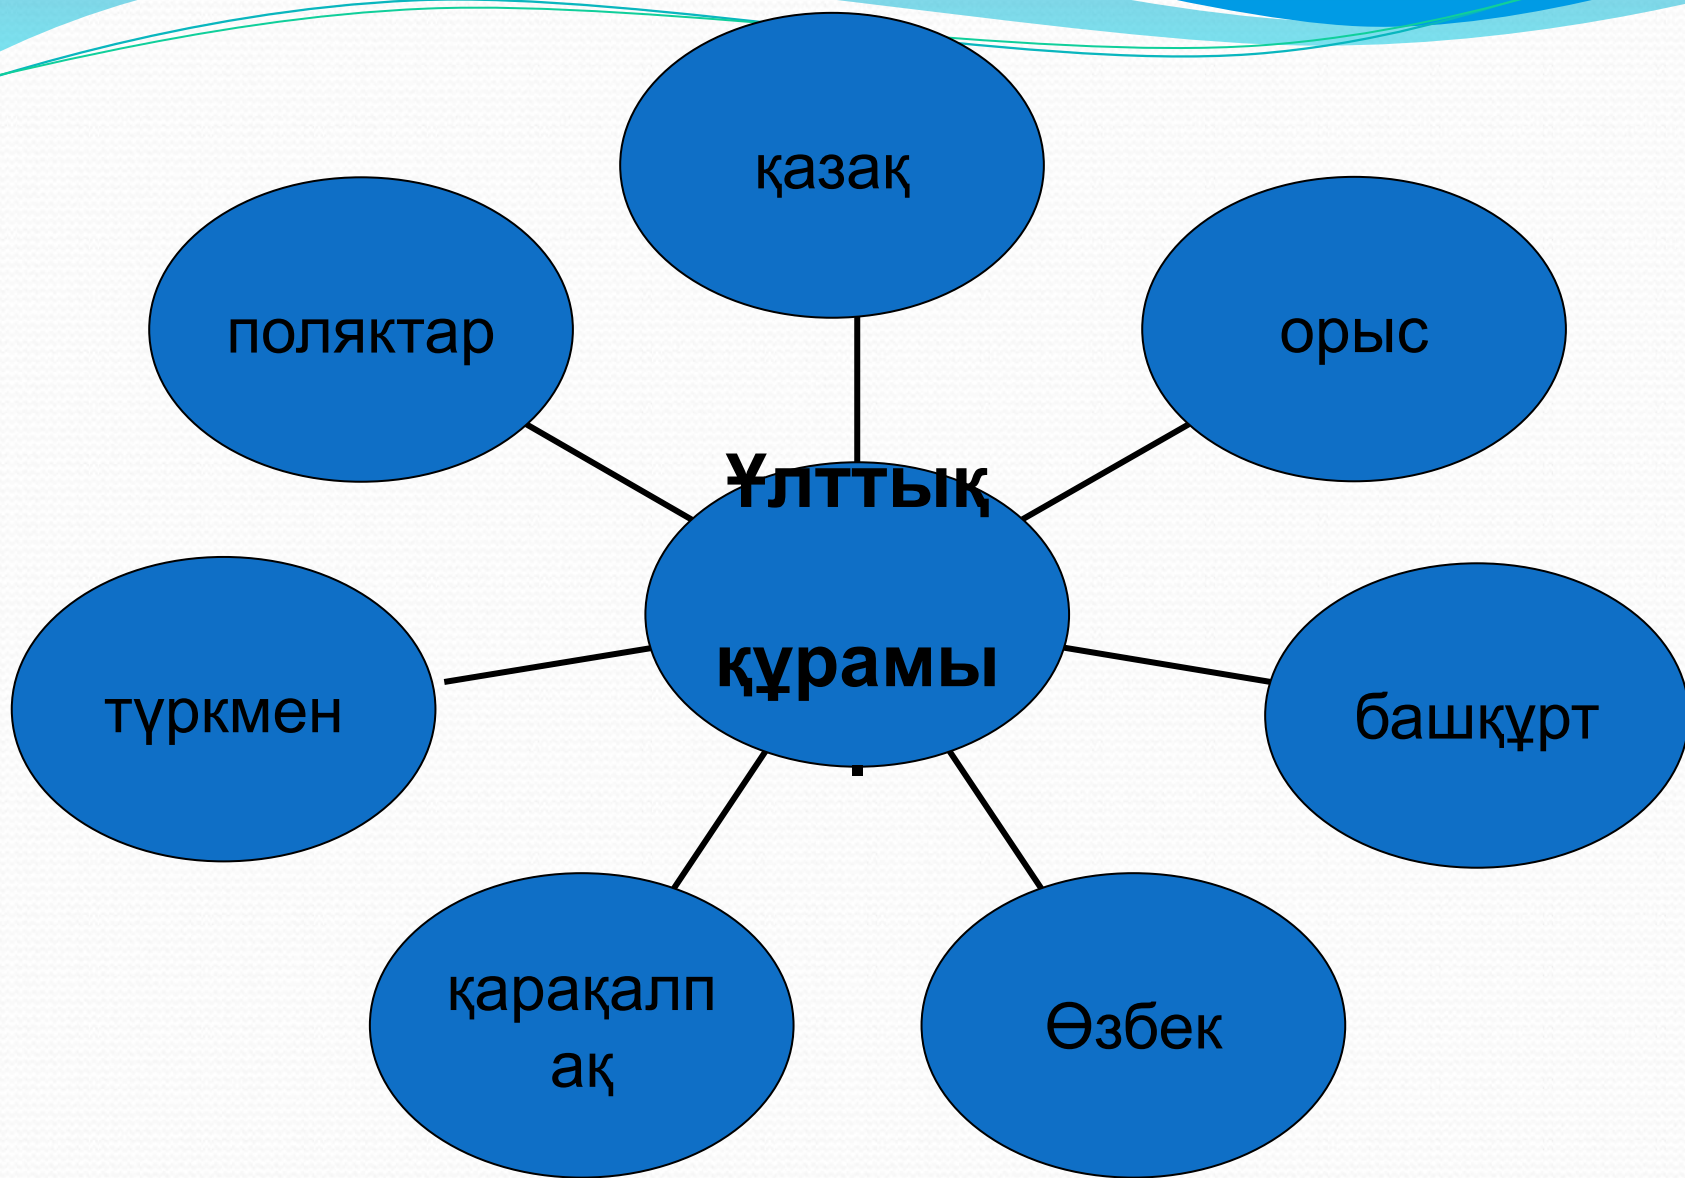 қазақ
поляктар
орыс
Ұлттық
құрамы
.
түркмен
башқұрт
қарақалп
ақ
Өзбек